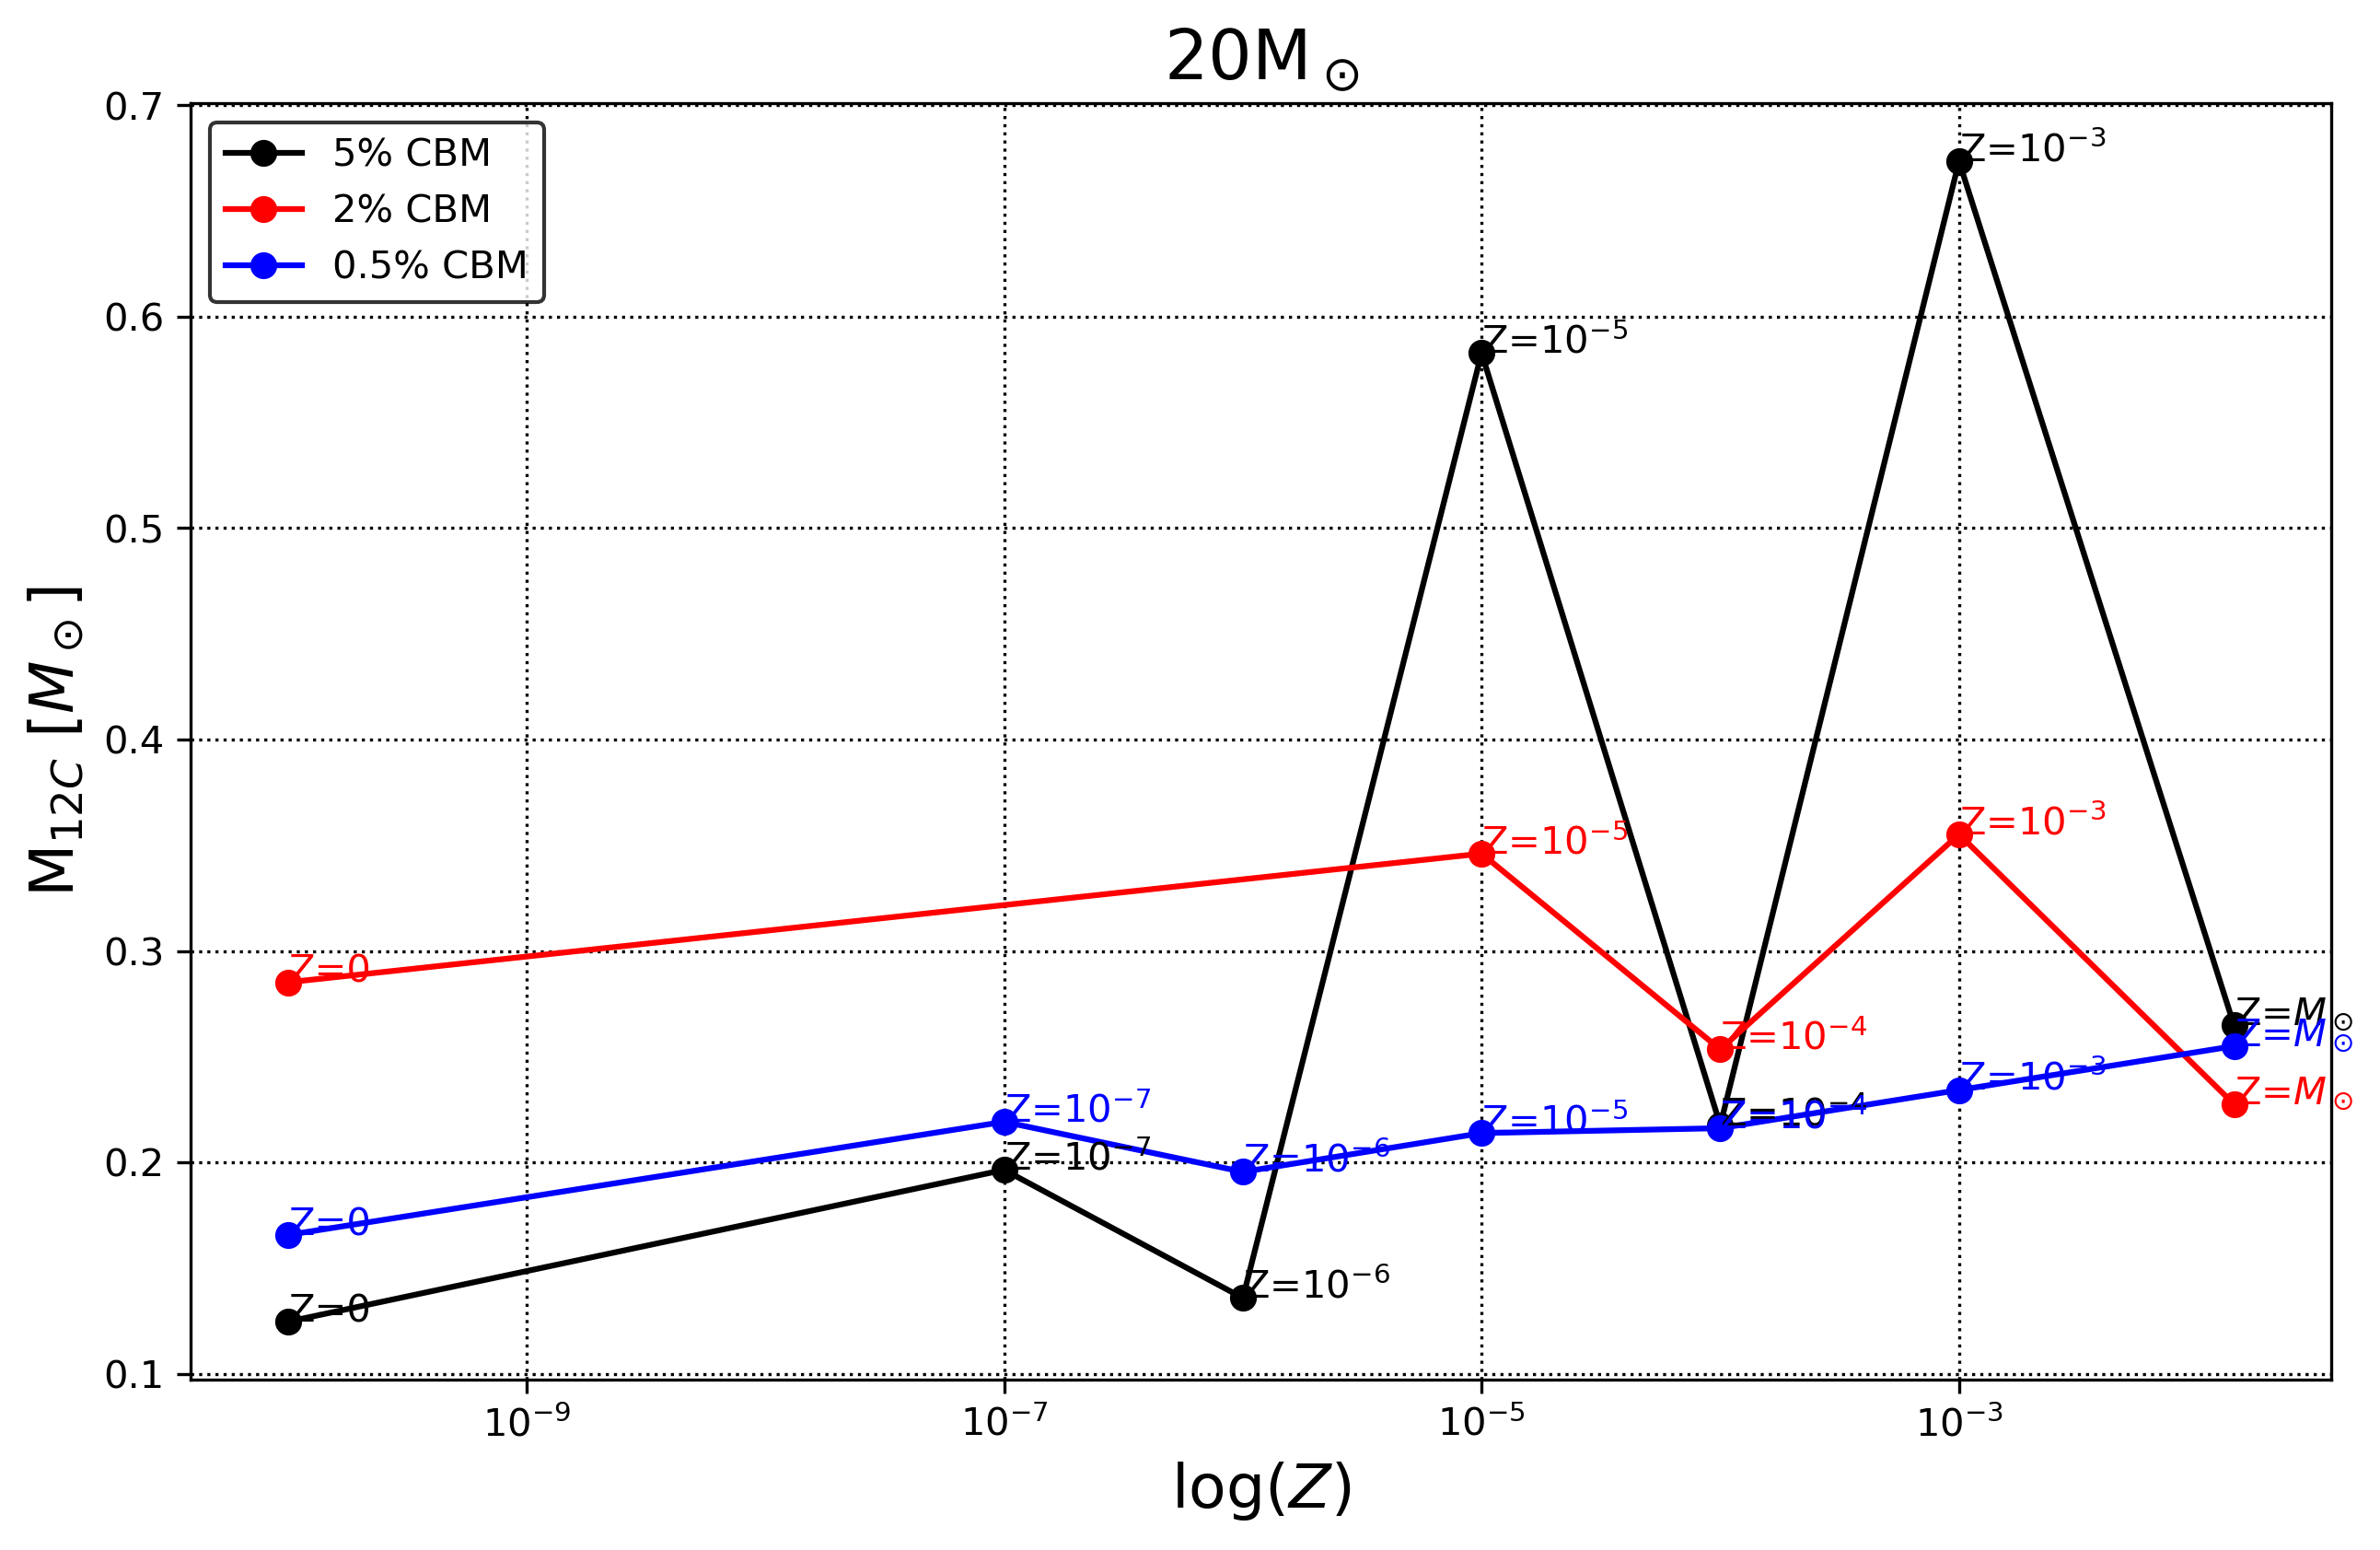 20M⊙
0.7
0.6
0.5
0.4
0.3
0.2
0.1
M₁₂C [M⊙]
5% CBM
2% CBM
0.5% CBM
Z=10⁻³
Z=10⁻⁵
Z=10⁻³
Z=10⁻⁵
Z=0
Z=M⊙
Z=10⁻⁴
Z=M⊙
Z=10⁻³
Z=M⊙
Z=10⁻⁷
Z=10⁻⁵
Z=10⁻⁴
Z=10⁻⁴
Z=10⁻⁷
Z=10⁻⁶
Z=0
Z=10⁻⁶
Z=0
10⁻⁹ 10⁻⁷ 10⁻⁵ 10⁻³
log(Z)